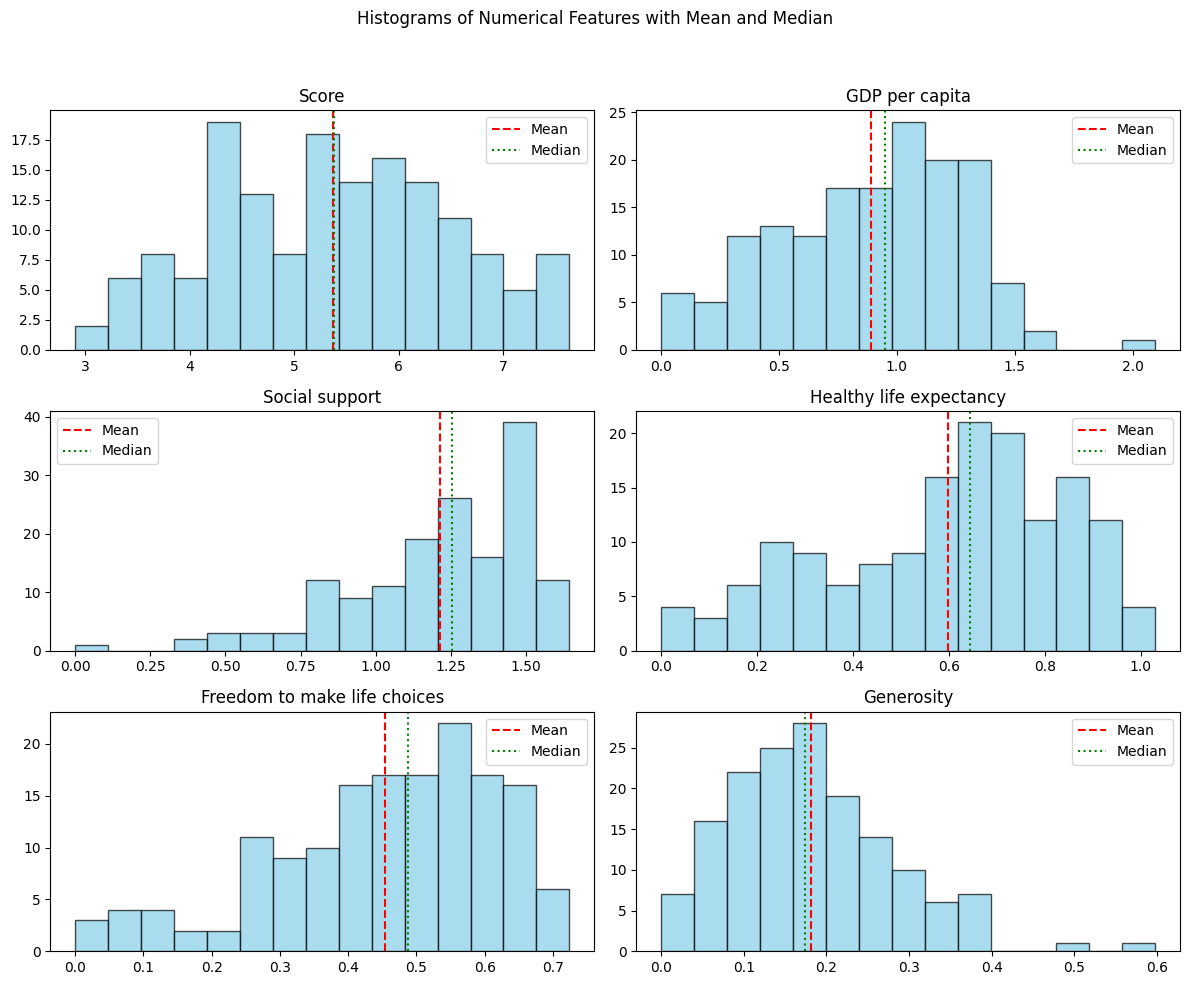 Histograms of Numerical Features with Mean and Median
Score
17.5
15.0
12.5
10.0
7.5
5.0
2.5
0.0
3 4 5 6 7
Mean
Median
GDP per capita
25
20
15
10
5
0
0.0 0.5 1.0 1.5 2.0
Mean
Median
Social support
40
30
20
10
0
0.00 0.25 0.50 0.75 1.00 1.25 1.50
Mean
Median
Healthy life expectancy
20
15
10
5
0
0.0 0.2 0.4 0.6 0.8 1.0
Mean
Median
Freedom to make life choices
20
15
10
5
0
0.0 0.1 0.2 0.3 0.4 0.5 0.6 0.7
Mean
Median
Generosity
25
20
15
10
5
0
0.0 0.1 0.2 0.3 0.4 0.5 0.6
Mean
Median